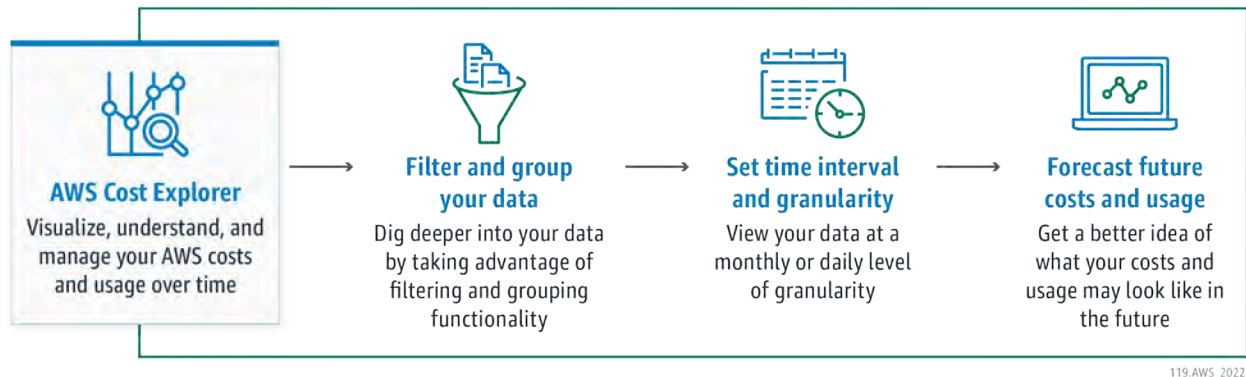 AWS Cost Explorer
Visualize, understand, and
manage your AWS costs
and usage over time
Filter and group
your data
Dig deeper into your data
by taking advantage of
filtering and grouping
functionality
Set time interval
and granularity
View your data at a
monthly or daily level
of granularity
Forecast future
costs and usage
Get a better idea of
what your costs and
usage may look like in
the future
119.AWS_2022